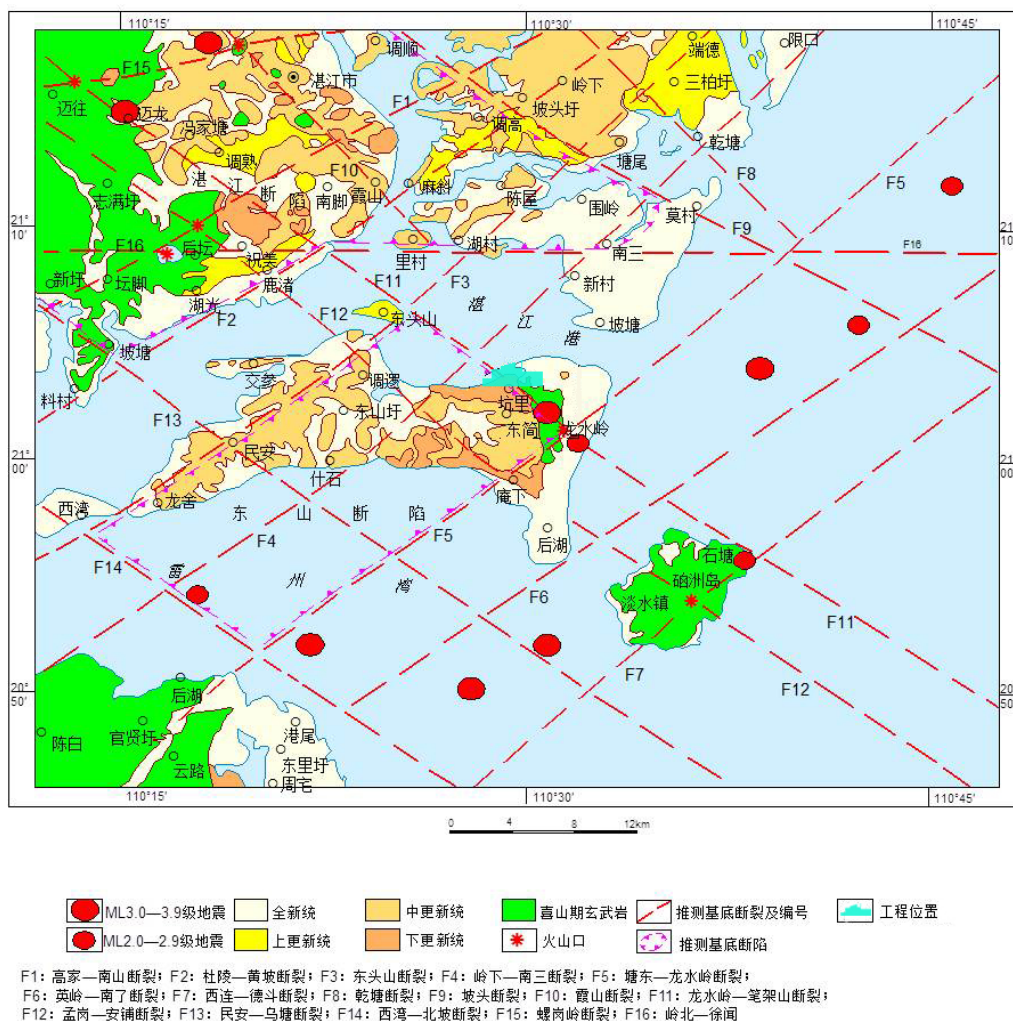 110°15′ 110°30′ 110°45′
调顺 端德 限口
F15 湛江市 岭下 三柏圩
迈往 迈龙 F1 坡头圩
冯家塘 调高 乾塘
调熟 塘尾
湛江断陷 F10 麻斜 陈屋 F8 F5
志满圩 南脚 霞山 围岭 莫村
21°10′ F9 21°10′
F16 后坛 湖村 南三 F16
新圩 坛脚 祝美 里村 F3 新村
湖光 鹿渚 F11 湛江港
F2 F12 东头山 坡塘
坡塘
交参 调逻
料村 坑里
F13 东山圩 东简 龙水岭
民安
21°00′ 什石 21°00′
西湾 龙舍 庵下
东山断陷 F5 后湖
F4
F14 雷州湾 石塘
硇洲岛
F6 淡水镇 F11
F7 F12
20°50′ 后湖 20°50′
官贤圩 港尾
陈白 东里圩
云路 周宅
110°15′ 110°30′ 110°45′
0 4 8 12km
ML3.0—3.9级地震 全新统 中更新统 喜山期玄武岩 推测基底断裂及编号 工程位置
ML2.0—2.9级地震 上更新统 下更新统 火山口 推测基底断陷
F1：高家—南山断裂；F2：杜陵—黄坡断裂；F3：东头山断裂；F4：岭下—南三断裂；F5：塘东—龙水岭断裂；
F6：英岭—南了断裂；F7：西连—德斗断裂；F8：乾塘断裂；F9：坡头断裂；F10：霞山断裂；F11：龙水岭—笔架山断裂；
F12：孟岗—安铺断裂；F13：民安—乌塘断裂；F14：西湾—北坡断裂；F15：螺岗岭断裂；F16：岭北—徐闻